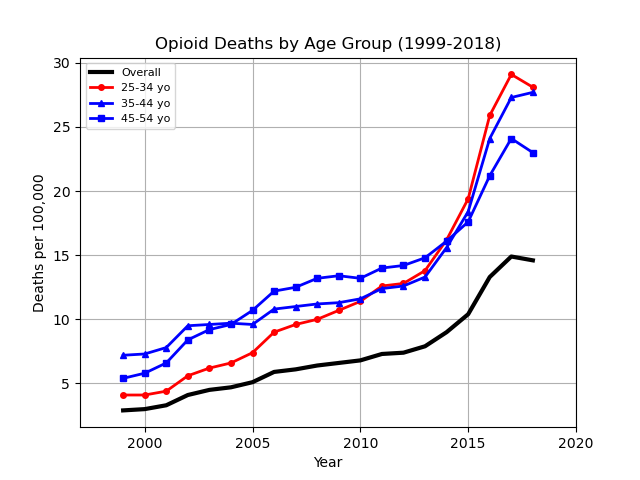 Opioid Deaths by Age Group (1999-2018)
Overall
25-34 yo
35-44 yo
45-54 yo
Deaths per 100,000
30
25
20
15
10
5
2000 2005 2010 2015 2020
Year